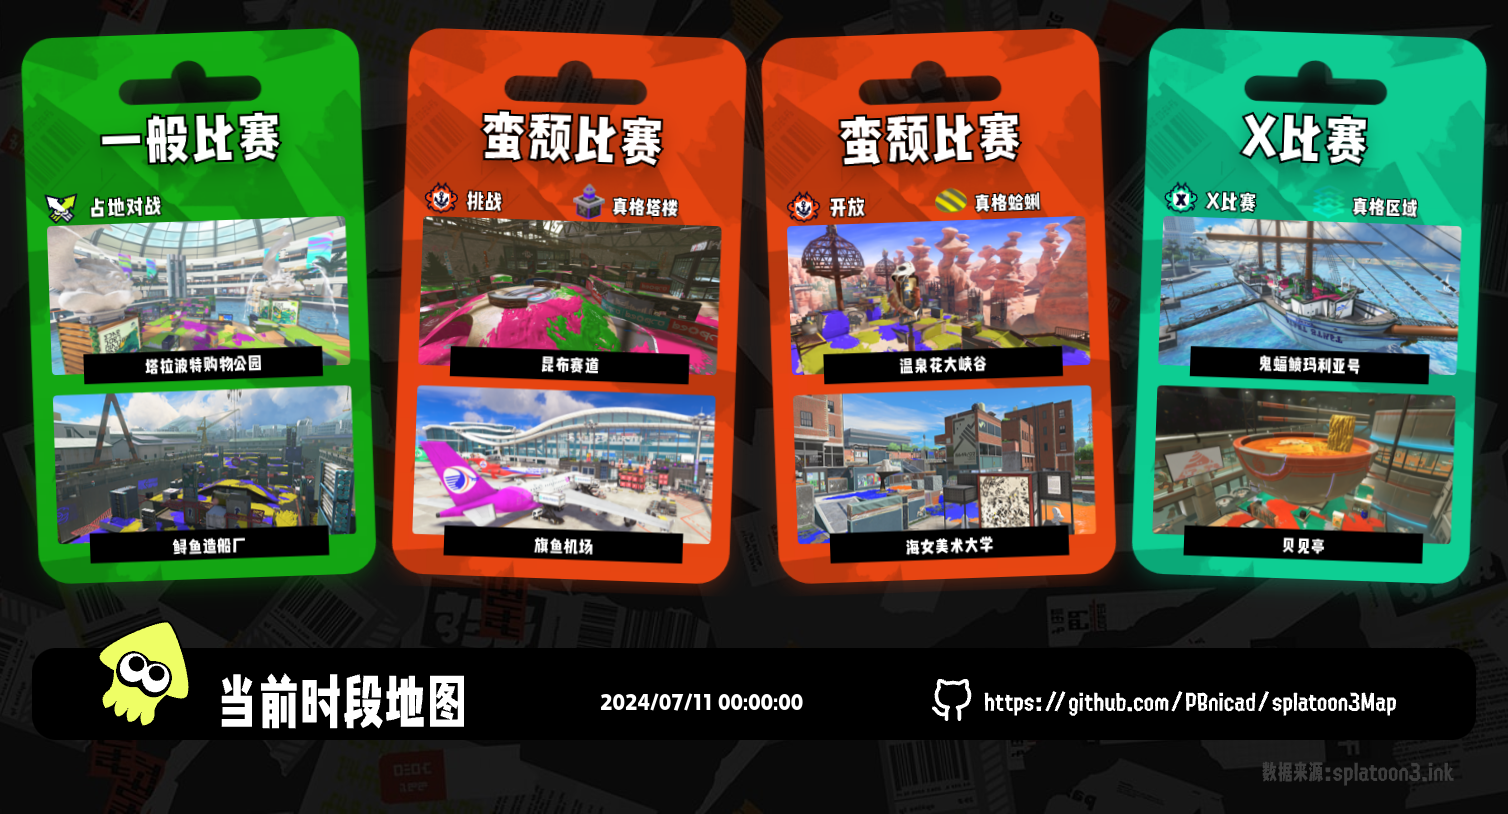 一般比赛
占地对战
塔拉波特购物公园
鲟鱼造船厂
蛮颓比赛
挑战
真格塔楼
昆布赛道
旗鱼机场
蛮颓比赛
开放
真格蛤蜊
温泉花大峡谷
海女美术大学
X比赛
X比赛
真格区域
鬼蝠鲼玛利亚号
贝见亭
当前时段地图
2024/07/11 00:00:00
https://github.com/PBnicad/splatoon3Map
数据来源:splatoon3.ink